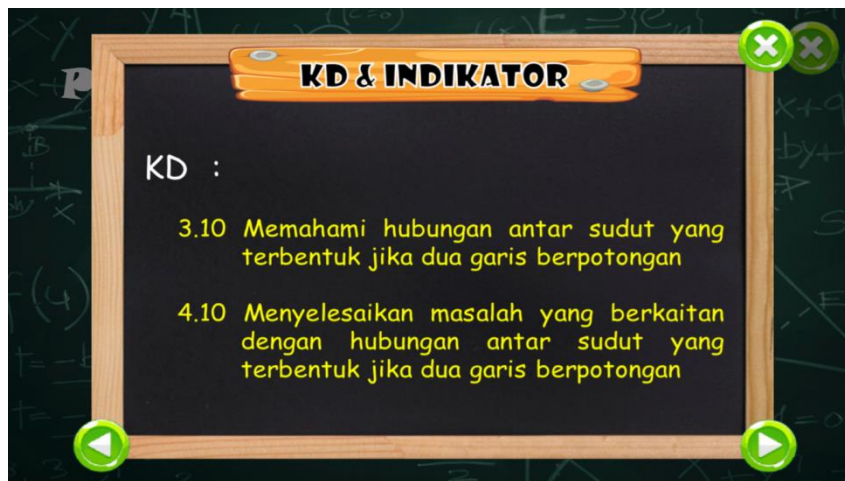 KD & INDIKATOR
KD :
3.10 Memahami hubungan antar sudut yang
terbentuk jika dua garis berpotongan
4.10 Menyelesaikan masalah yang berkaitan
dengan hubungan antar sudut yang
terbentuk jika dua garis berpotongan